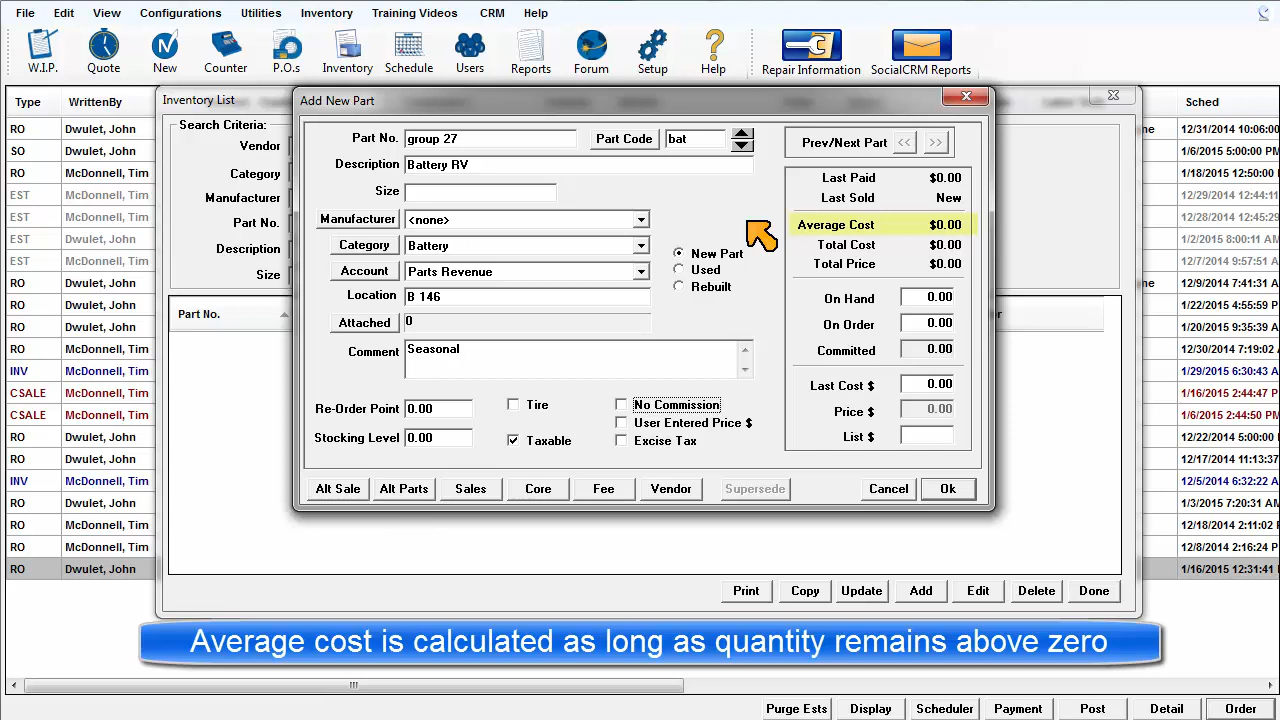 File Edit View Configurations Utilities Inventory Training Videos CRM Help
W.I.P. Quote New Counter P.O.s Inventory Schedule Users Reports Forum Setup Help Repair Information SocialCRM Reports
Type WrittenBy Sched
Inventory List
Search Criteria:
Vendor
Category
Manufacturer
Part No.
Description
Size
Part No.
Add New Part
Part No. group 27 Part Code bat
Description Battery RV
Size
Manufacturer <none>
Category Battery
Account Parts Revenue
Location B 146
Attached 0
Comment Seasonal
New Part
Used
Rebuilt
Re-Order Point 0.00
Stocking Level 0.00
Tire
Taxable
No Commission
User Entered Price $
Excise Tax
Prev/Next Part << >>
Last Paid $0.00
Last Sold New
Average Cost $0.00
Total Cost $0.00
Total Price $0.00
On Hand 0.00
On Order 0.00
Committed 0.00
Last Cost $ 0.00
Price $ 0.00
List $
Alt Sale Alt Parts Sales Core Fee Vendor Supersede Cancel Ok
RO Dwulet, John 12/31/2014 10:06:00
SO Dwulet, John 1/6/2015 5:00:00 PM
RO McDonnell, Tim 1/18/2015 12:50:00
EST McDonnell, Tim 12/29/2014 12:44:11
EST McDonnell, Tim 12/28/2014 12:45:29
EST McDonnell, Tim 1/2/2015 8:00:11 AM
EST McDonnell, Tim 12/7/2015 9:57:51
RO Dwulet, John 12/9/2014 7:41:31
RO Dwulet, John 1/22/2015 4:55:59
RO Dwulet, John 1/20/2015 9:35:39
RO McDonnell, Tim 12/30/2014 7:19:02
INV McDonnell, Tim 1/29/2015 6:30:43
CSALE McDonnell, Tim 1/16/2015 2:44:47
CSALE McDonnell, Tim 1/6/2015 2:44:50 PM
RO Dwulet, John 12/22/2014 5:00:00
RO Dwulet, John 12/17/2014 11:13:37
INV McDonnell, Tim 12/5/2014 6:32:22
RO Dwulet, John 1/3/2015 7:20:31
RO McDonnell, Tim 12/18/2014 2:11:02
RO McDonnell, Tim 12/8/2014 2:16:24 PM
RO Dwulet, John 1/16/2015 12:31:41
Print Copy Update Add Edit Delete Done
Average cost is calculated as long as quantity remains above zero
Purge Ests Display Scheduler Payment Post Detail Order